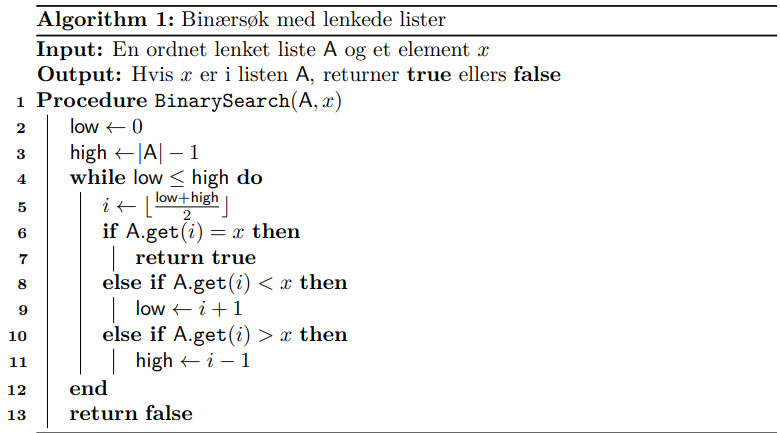 Algorithm 1: Binærsøk med lenkede lister
Input: En ordnet lenket liste A og et element x
Output: Hvis x er i listen A, returner true ellers false
1 Procedure BinarySearch(A, x)
2 low ← 0
3 high ←|A| − 1
4 while low ≤ high do
5 i ← ⌊(low+high)/2⌋
6 if A.get(i) = x then
7 return true
8 else if A.get(i) < x then
9 low ← i + 1
10 else if A.get(i) > x then
11 high ← i − 1
12 end
13 return false